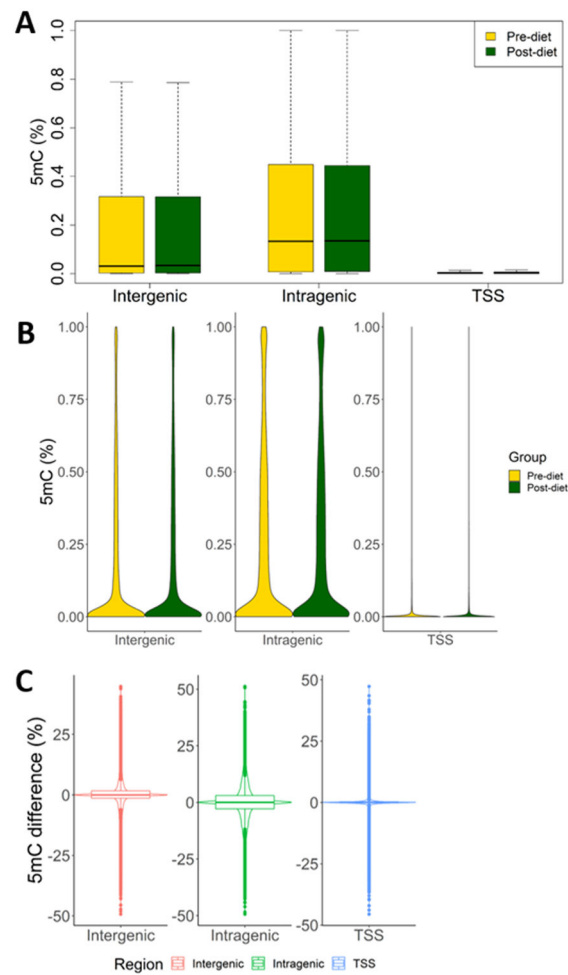 A
5mC (%)
1.0
0.8
0.6
0.4
0.2
0.0
Pre-diet
Post-diet
Intergenic Intragenic TSS
B
5mC (%)
1.00 1.00 1.00
0.75 0.75 0.75
0.50 0.50 0.50
0.25 0.25 0.25
0.00 0.00 0.00
Intergenic Intragenic TSS
Group
Pre-diet
Post-diet
C
5mC difference (%)
50 50
25 25 25
0 0 0
-25 -25 -25
-50 -50 -50
Intergenic Intragenic TSS
Region Intergenic Intragenic TSS